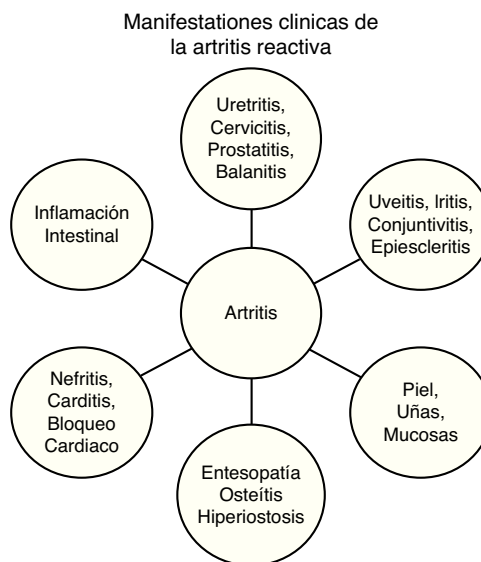 Manifestationes clinicas de
la artritis reactiva
Uretritis,
Cervicitis,
Prostatitis,
Balanitis
Inflamación
Intestinal
Uveitis, Iritis,
Conjuntivitis,
Epiescleritis
Artritis
Nefritis,
Carditis,
Bloqueo
Cardiaco
Piel,
Uñas,
Mucosas
Entesopatía
Osteítis
Hiperiostosis